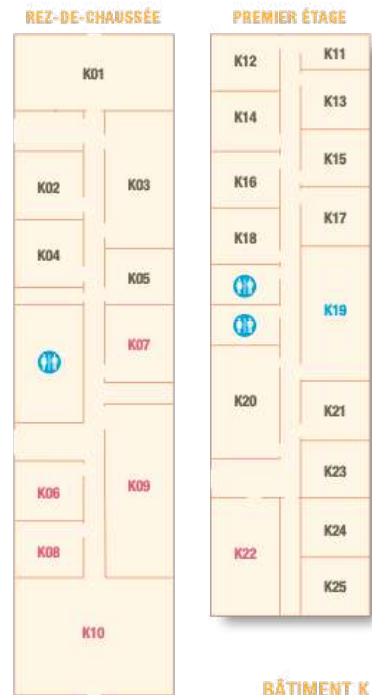 REZ-DE-CHAUSSÉE
K01
K02
K03
K04
K05
K07
K06
K09
K08
K10
PREMIER ÉTAGE
K12
K11
K14
K13
K15
K16
K17
K18
K19
K20
K21
K23
K22
K24
K25
BÂTIMENT K